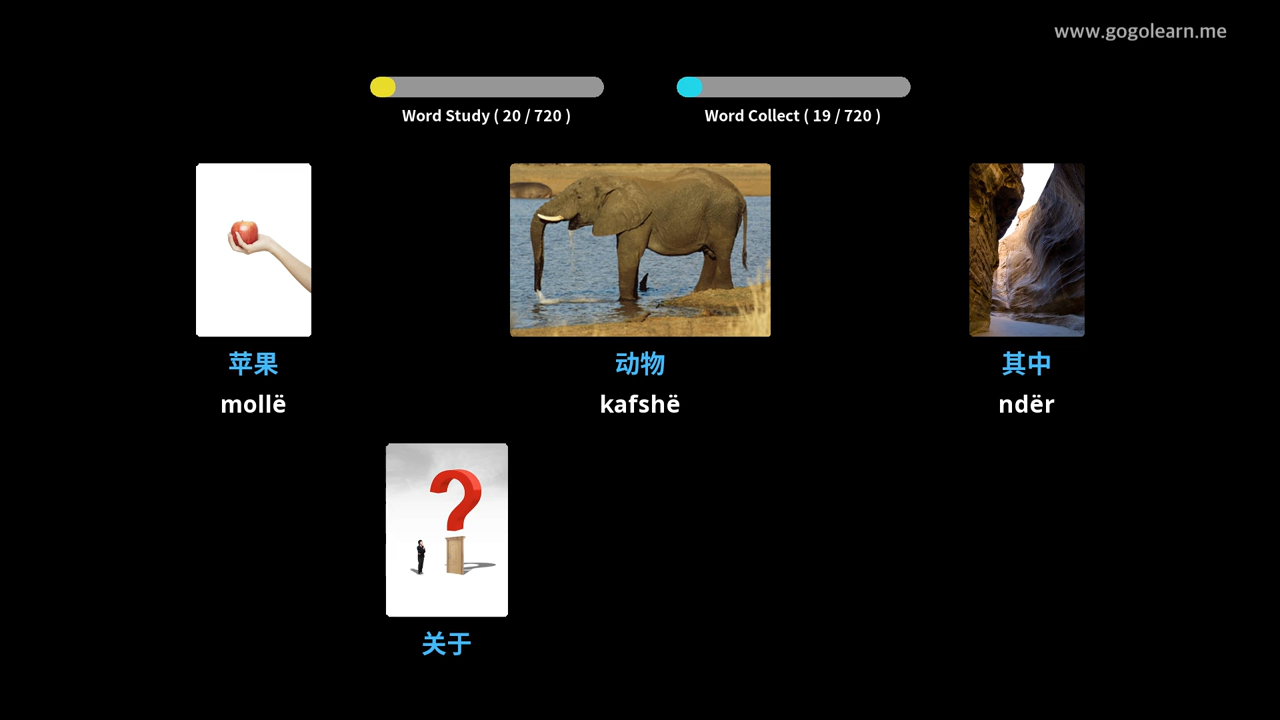 www.gogolearn.me
Word Study ( 20 / 720 )
Word Collect ( 19 / 720 )
苹果
动物
其中
mollë
kafshë
ndër
关于